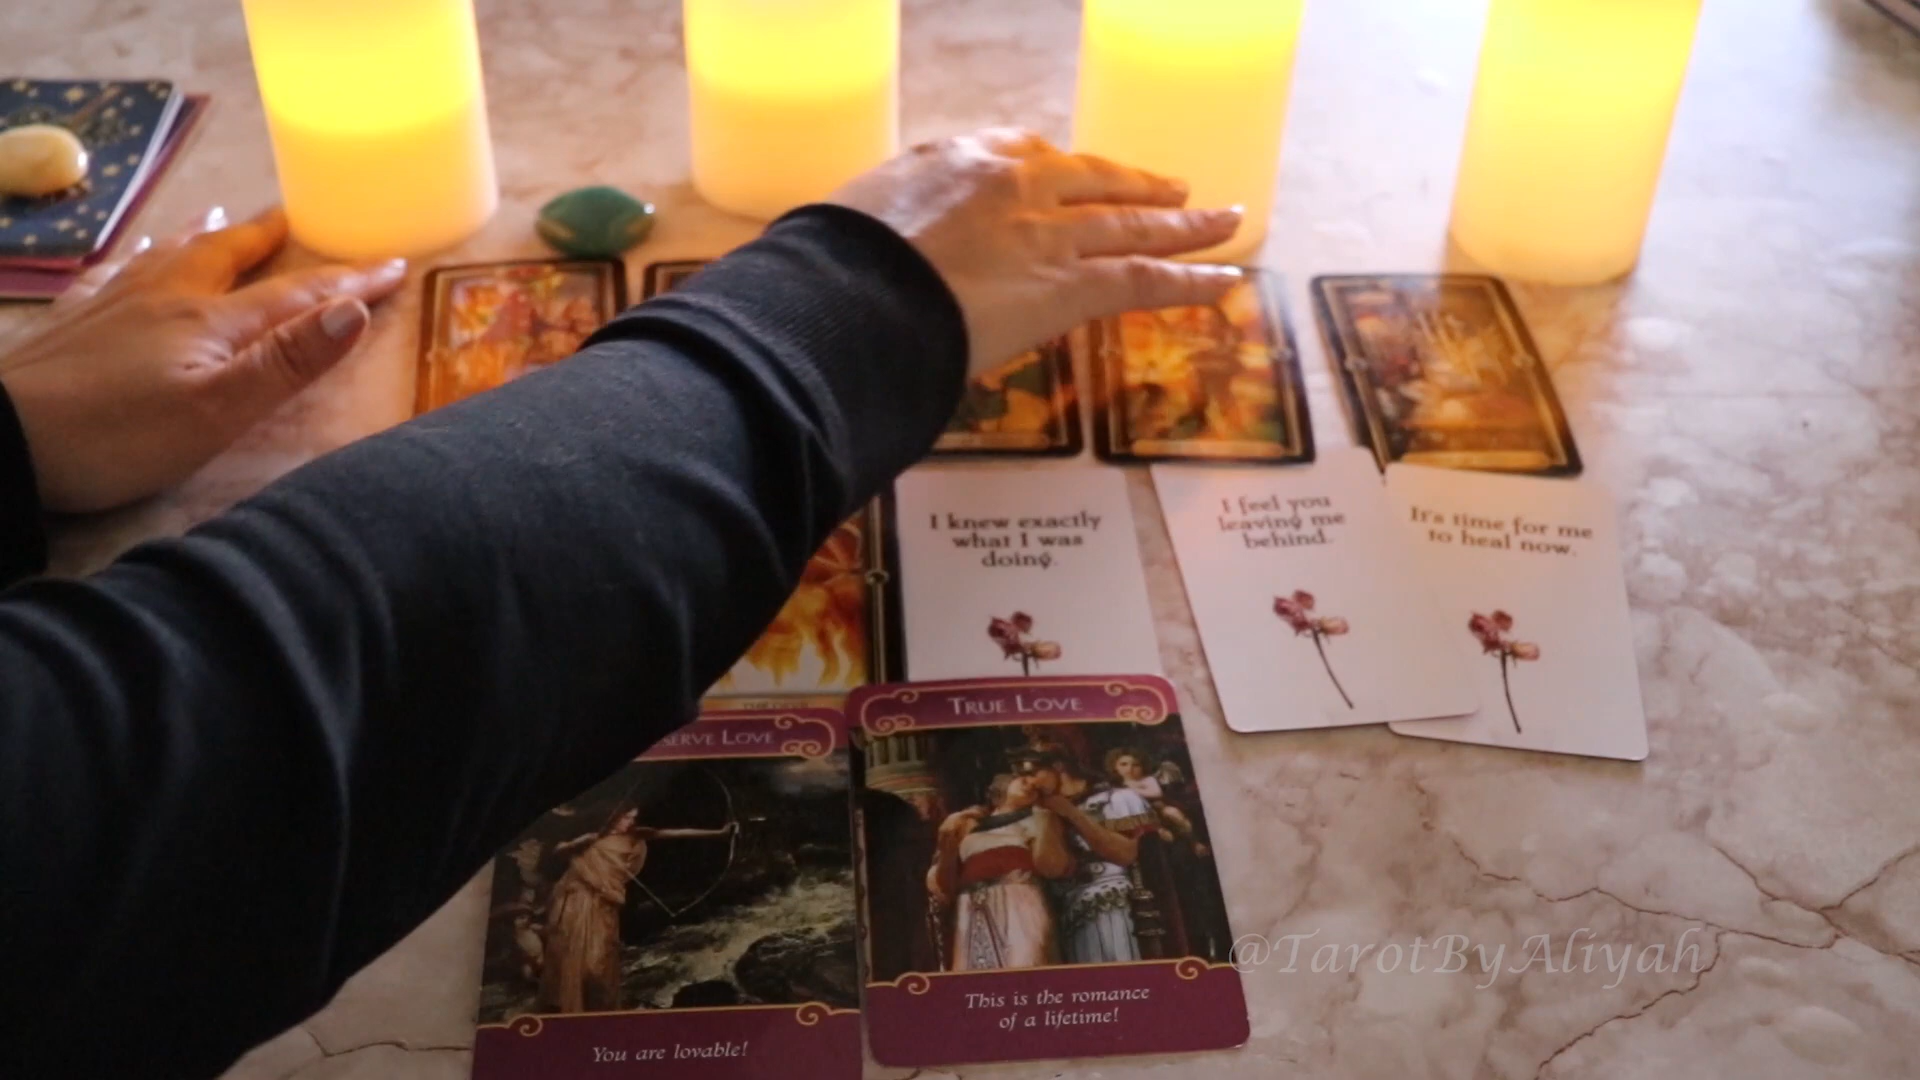 I knew exactly
what I was
doing.
I feel you
leaving me
behind.
It's time for me
to heal now.
SERVE LOVE
TRUE LOVE
@TarotByAliyah
This is the romance
of a lifetime!
You are lovable!